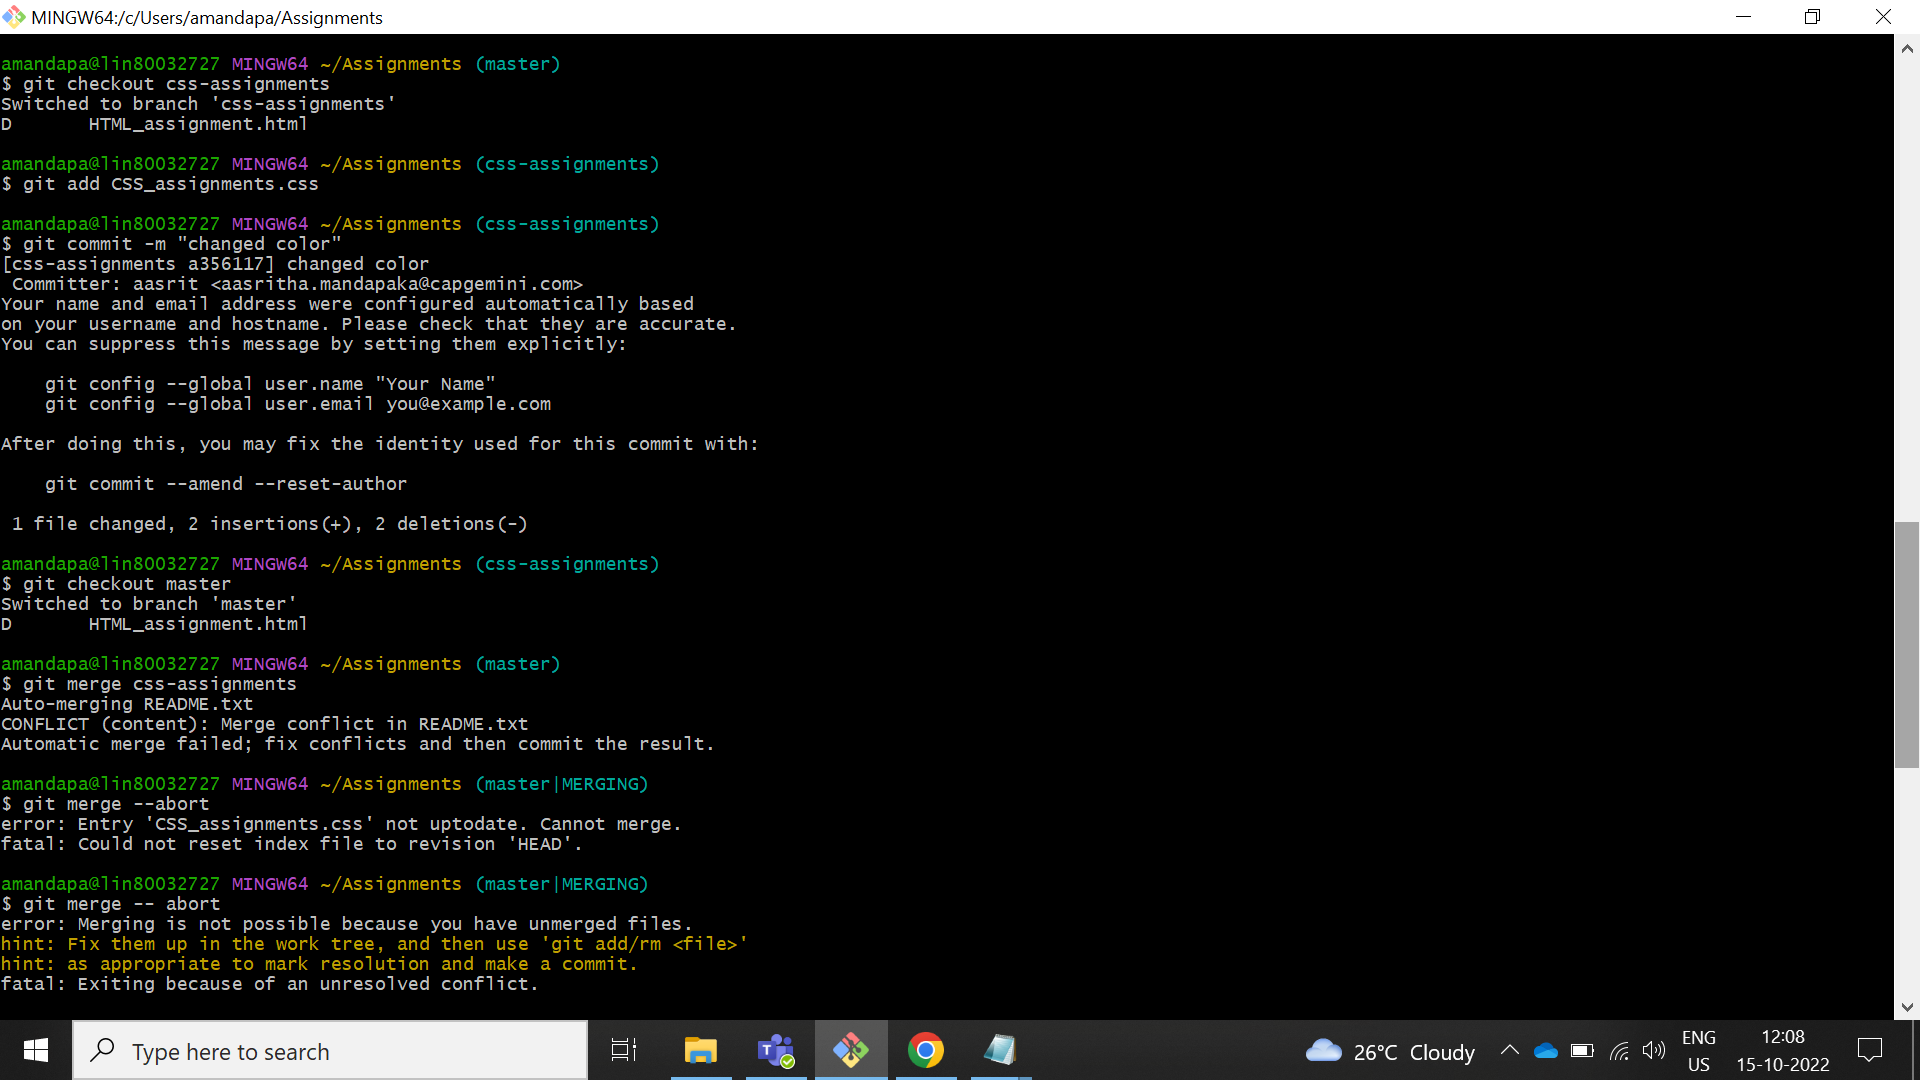 MINGW64:/c/Users/amandapa/Assignments
amandapa@lin80032727 MINGW64 ~/Assignments (master)
$ git checkout css-assignments
Switched to branch 'css-assignments'
D       HTML_assignment.html
amandapa@lin80032727 MINGW64 ~/Assignments (css-assignments)
$ git add CSS_assignments.css
amandapa@lin80032727 MINGW64 ~/Assignments (css-assignments)
$ git commit -m "changed color"
[css-assignments a356117] changed color
 Committer: aasrit <aasritha.mandapaka@capgemini.com>
Your name and email address were configured automatically based
on your username and hostname. Please check that they are accurate.
You can suppress this message by setting them explicitly:
    git config --global user.name "Your Name"
    git config --global user.email you@example.com
After doing this, you may fix the identity used for this commit with:
    git commit --amend --reset-author
 1 file changed, 2 insertions(+), 2 deletions(-)
amandapa@lin80032727 MINGW64 ~/Assignments (css-assignments)
$ git checkout master
Switched to branch 'master'
D       HTML_assignment.html
amandapa@lin80032727 MINGW64 ~/Assignments (master)
$ git merge css-assignments
Auto-merging README.txt
CONFLICT (content): Merge conflict in README.txt
Automatic merge failed; fix conflicts and then commit the result.
amandapa@lin80032727 MINGW64 ~/Assignments (master|MERGING)
$ git merge --abort
error: Entry 'CSS_assignments.css' not uptodate. Cannot merge.
fatal: Could not reset index file to revision 'HEAD'.
amandapa@lin80032727 MINGW64 ~/Assignments (master|MERGING)
$ git merge -- abort
error: Merging is not possible because you have unmerged files.
hint: Fix them up in the work tree, and then use 'git add/rm <file>'
hint: as appropriate to mark resolution and make a commit.
fatal: Exiting because of an unresolved conflict.
Type here to search
26°C Cloudy
ENG
US
12:08
15-10-2022